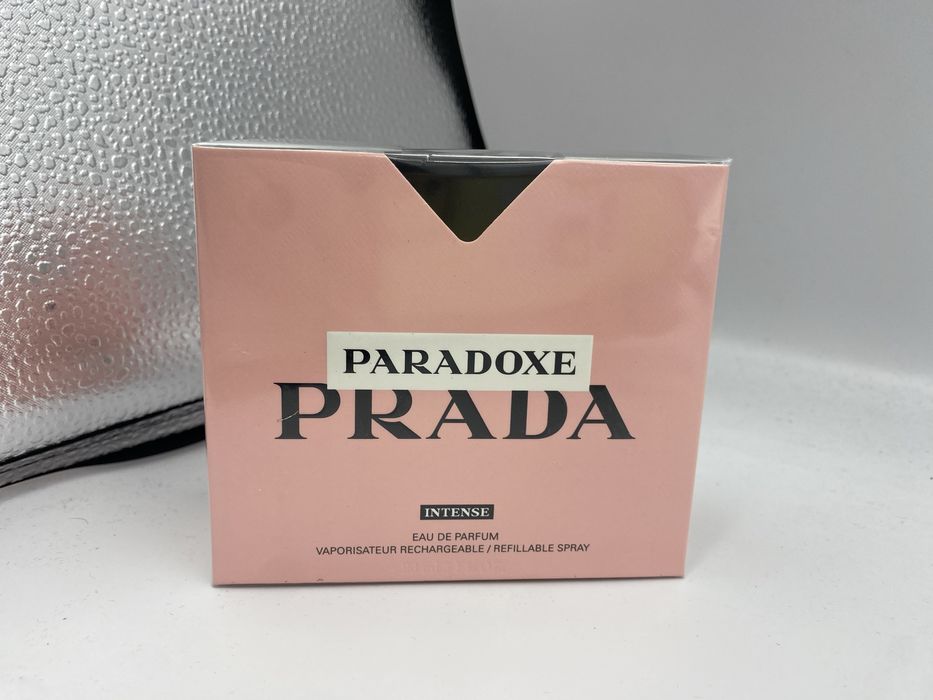 PARADOXE
PRADA
INTENSE
EAU DE PARFUM
VAPORISATEUR RECHARGEABLE / REFILLABLE SPRAY